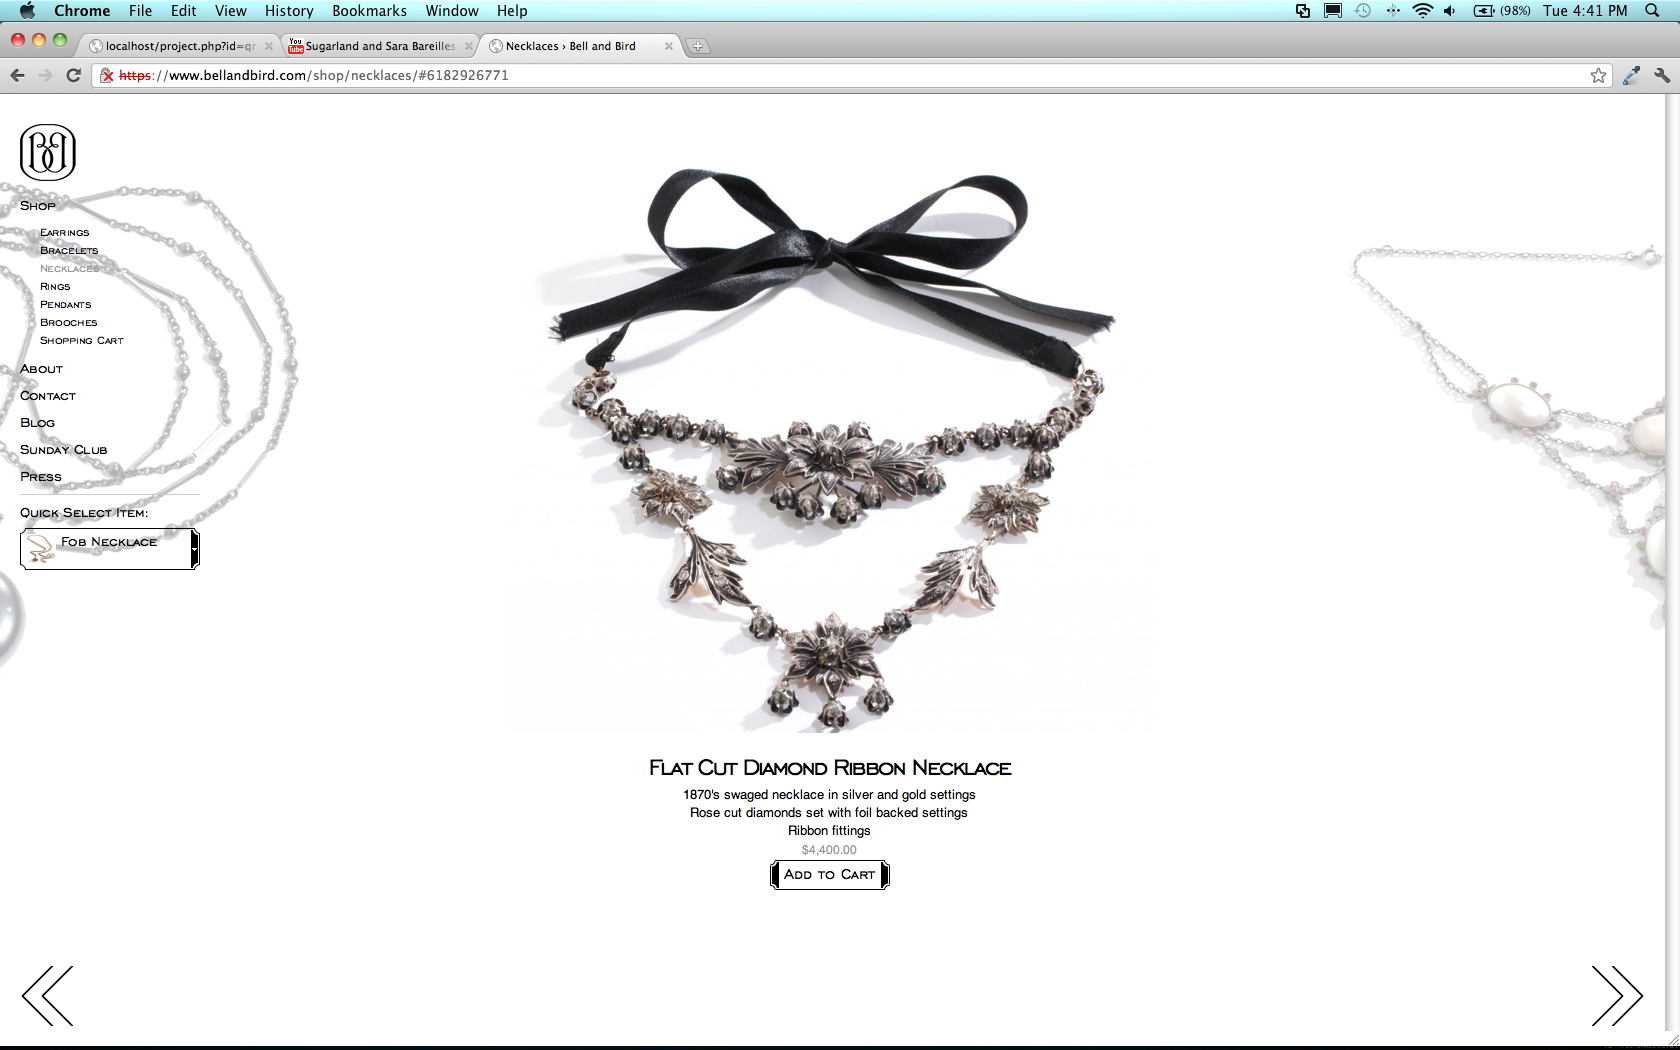 Chrome File Edit View History Bookmarks Window Help (98%) Tue 4:41 PM
localhost/project.php?id=qr- You Tube Sugarland and Sara Bareilles Necklaces › Bell and Bird
https://www.bellandbird.com/shop/necklaces/#6182926771
Shop
Earrings
Bracelets
Necklaces
Rings
Pendants
Brooches
Shopping Cart
About
Contact
Blog
Sunday Club
Press
Quick Select Item:
Fob Necklace
Flat Cut Diamond Ribbon Necklace
1870's swaged necklace in silver and gold settings
Rose cut diamonds set with foil backed settings
Ribbon fittings
$4,400.00
Add to Cart